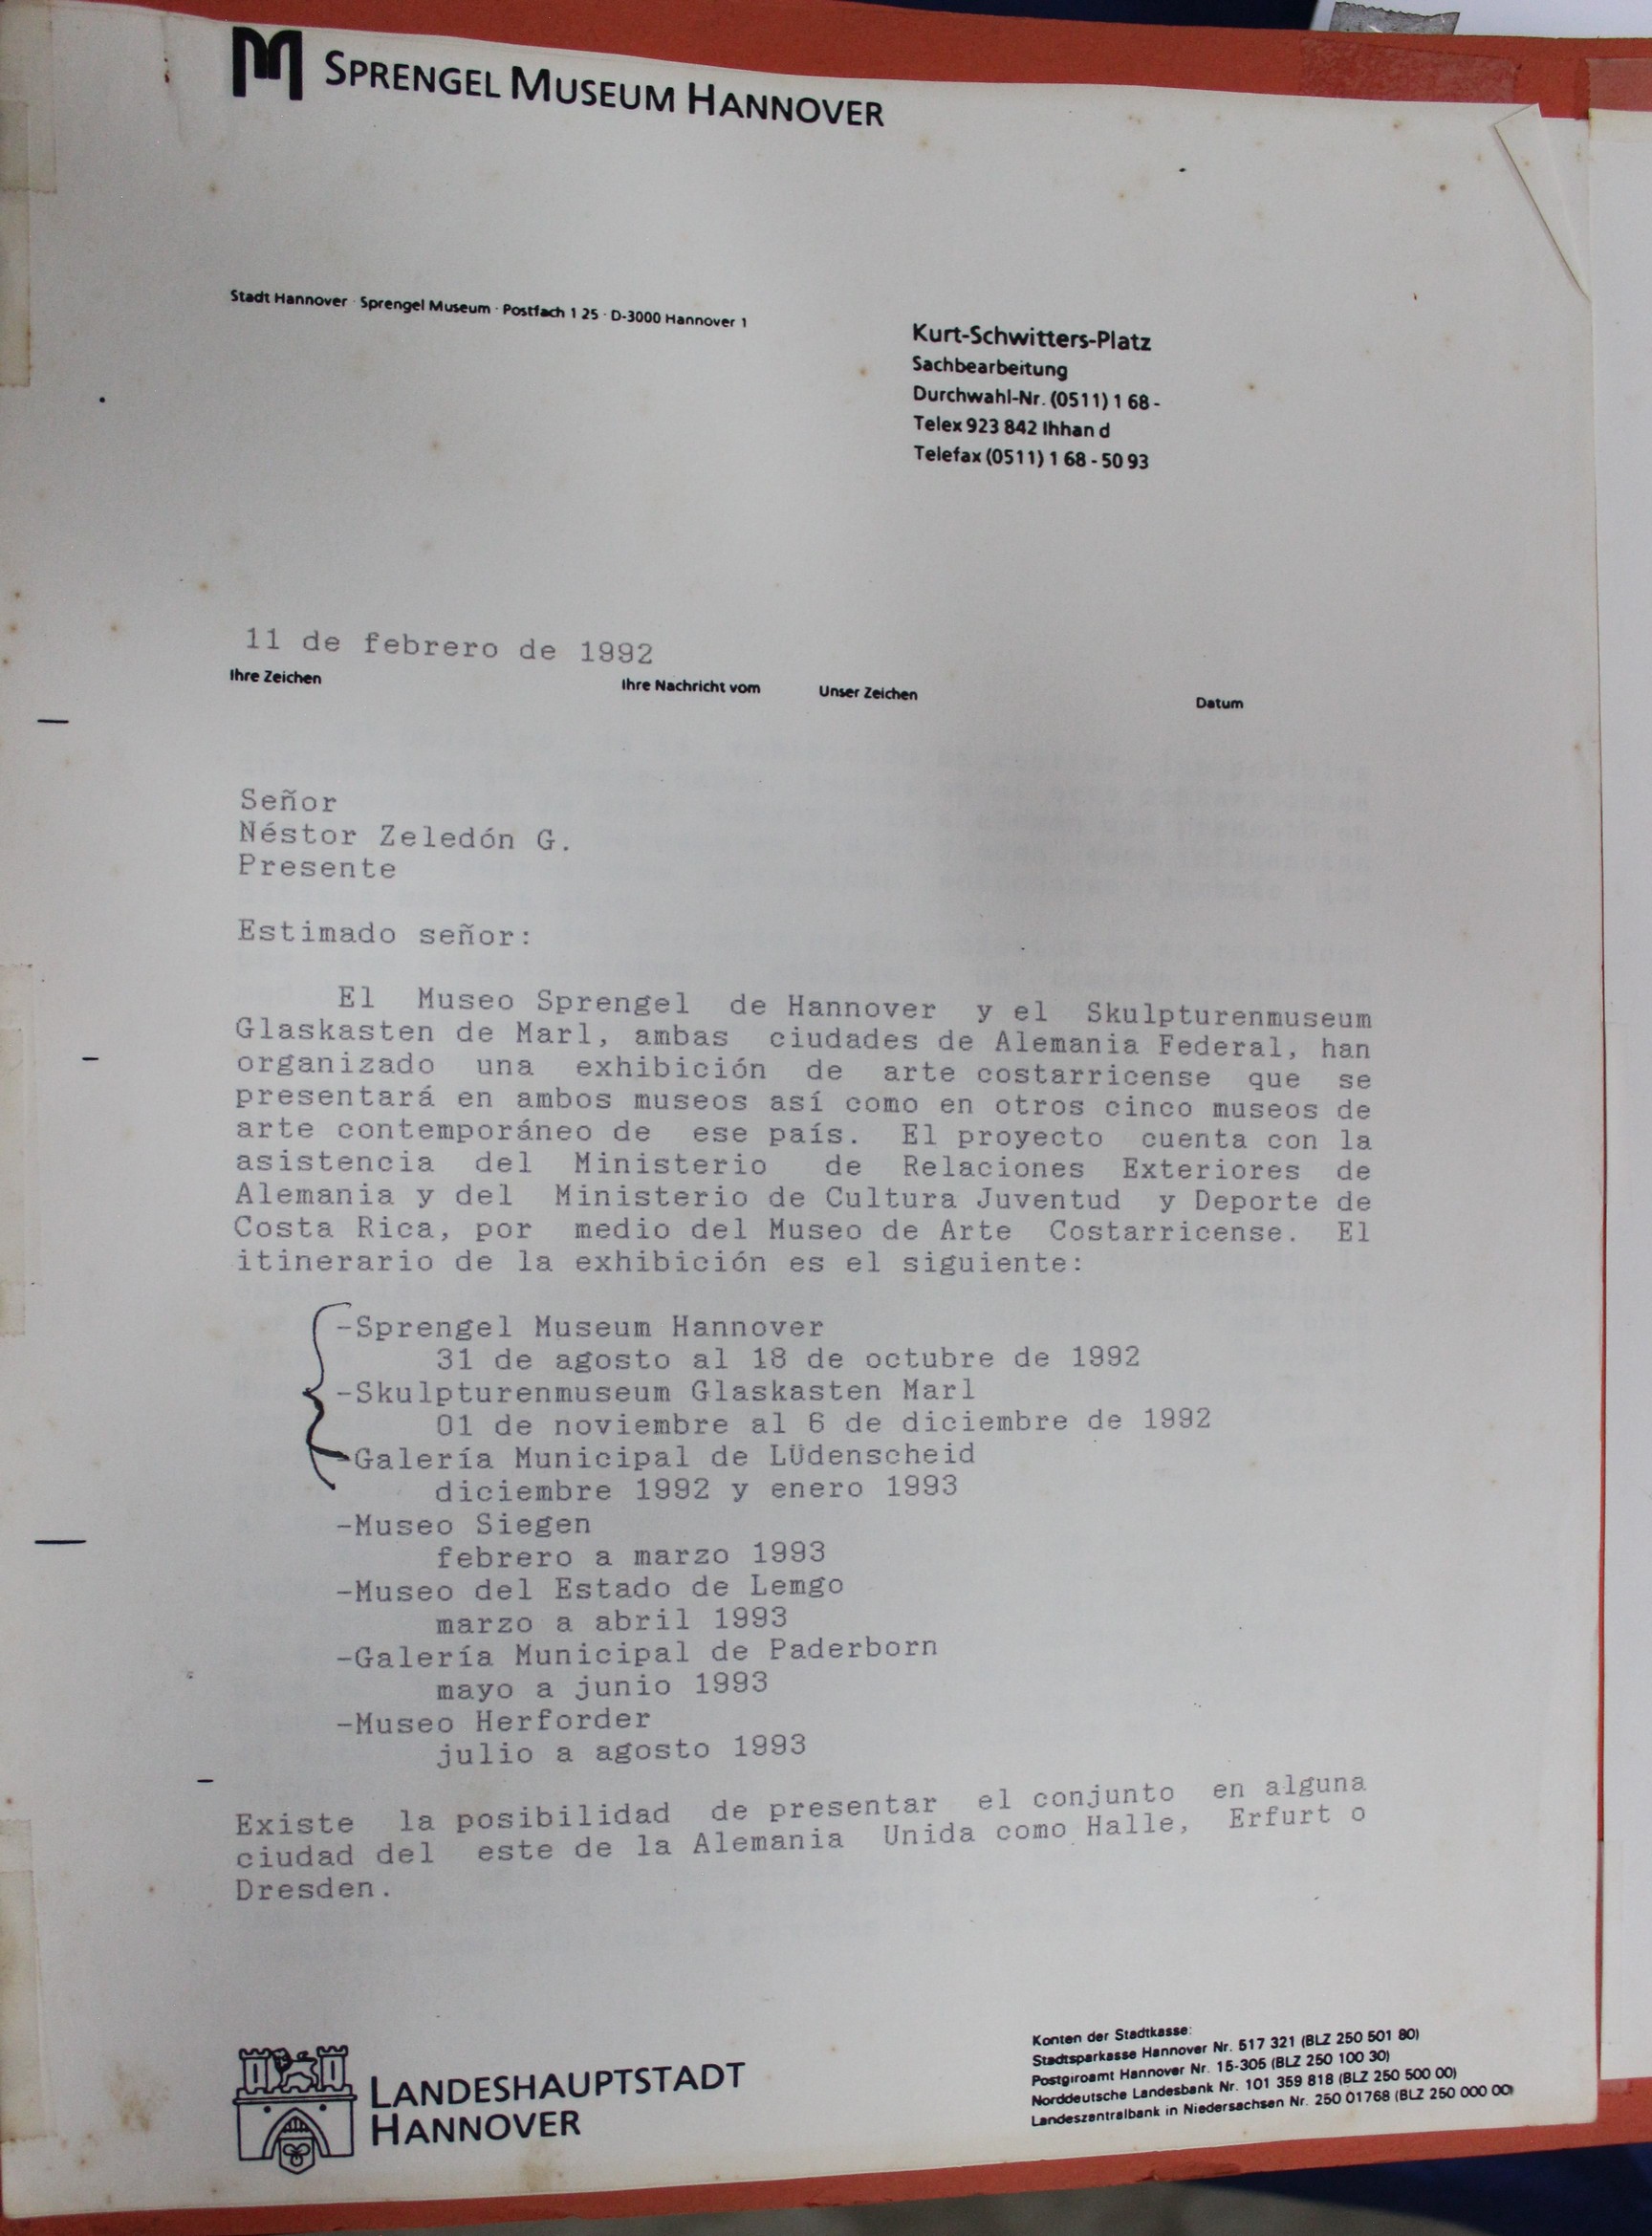 SPRENGEL MUSEUM HANNOVER
Stadt Hannover · Sprengel Museum · Postfach 1 25 · D-3000 Hannover 1
Kurt-Schwitters-Platz
Sachbearbeitung
Durchwahl-Nr. (0511) 1 68 -
Telex 923 842 lhhan d
Telefax (0511) 1 68 - 50 93
11 de febrero de 1992
Ihre Zeichen Ihre Nachricht vom Unser Zeichen Datum
Señor
Néstor Zeledón G.
Presente
Estimado señor:
El Museo Sprengel de Hannover y el Skulpturenmuseum
Glaskasten de Marl, ambas ciudades de Alemania Federal, han
organizado una exhibición de arte costarricense que se
presentará en ambos museos así como en otros cinco museos de
arte contemporáneo de ese país. El proyecto cuenta con la
asistencia del Ministerio de Relaciones Exteriores de
Alemania y del Ministerio de Cultura Juventud y Deporte de
Costa Rica, por medio del Museo de Arte Costarricense. El
itinerario de la exhibición es el siguiente:
-Sprengel Museum Hannover
31 de agosto al 18 de octubre de 1992
-Skulpturenmuseum Glaskasten Marl
01 de noviembre al 6 de diciembre de 1992
-Galería Municipal de LÜdenscheid
diciembre 1992 y enero 1993
-Museo Siegen
febrero a marzo 1993
-Museo del Estado de Lemgo
marzo a abril 1993
-Galería Municipal de Paderborn
mayo a junio 1993
-Museo Herforder
julio a agosto 1993
Existe la posibilidad de presentar el conjunto en alguna
ciudad del este de la Alemania Unida como Halle, Erfurt o
Dresden.
LANDESHAUPTSTADT
HANNOVER
Konten der Stadtkasse:
Stadtsparkasse Hannover Nr. 517 321 (BLZ 250 501 80)
Postgiroamt Hannover Nr. 15-305 (BLZ 250 100 30)
Norddeutsche Landesbank Nr. 101 359 818 (BLZ 250 500 00)
Landeszentralbank in Niedersachsen Nr. 250 01768 (BLZ 250 000 00)